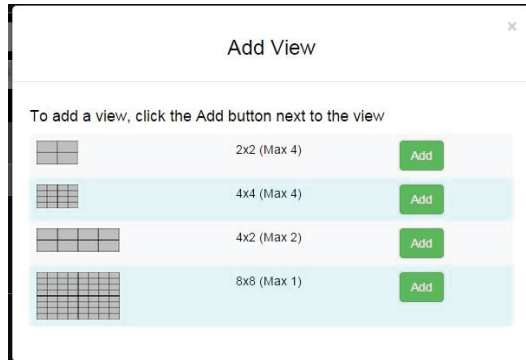 ×
Add View
To add a view, click the Add button next to the view
2x2 (Max 4) Add
4x4 (Max 4) Add
4x2 (Max 2) Add
8x8 (Max 1) Add